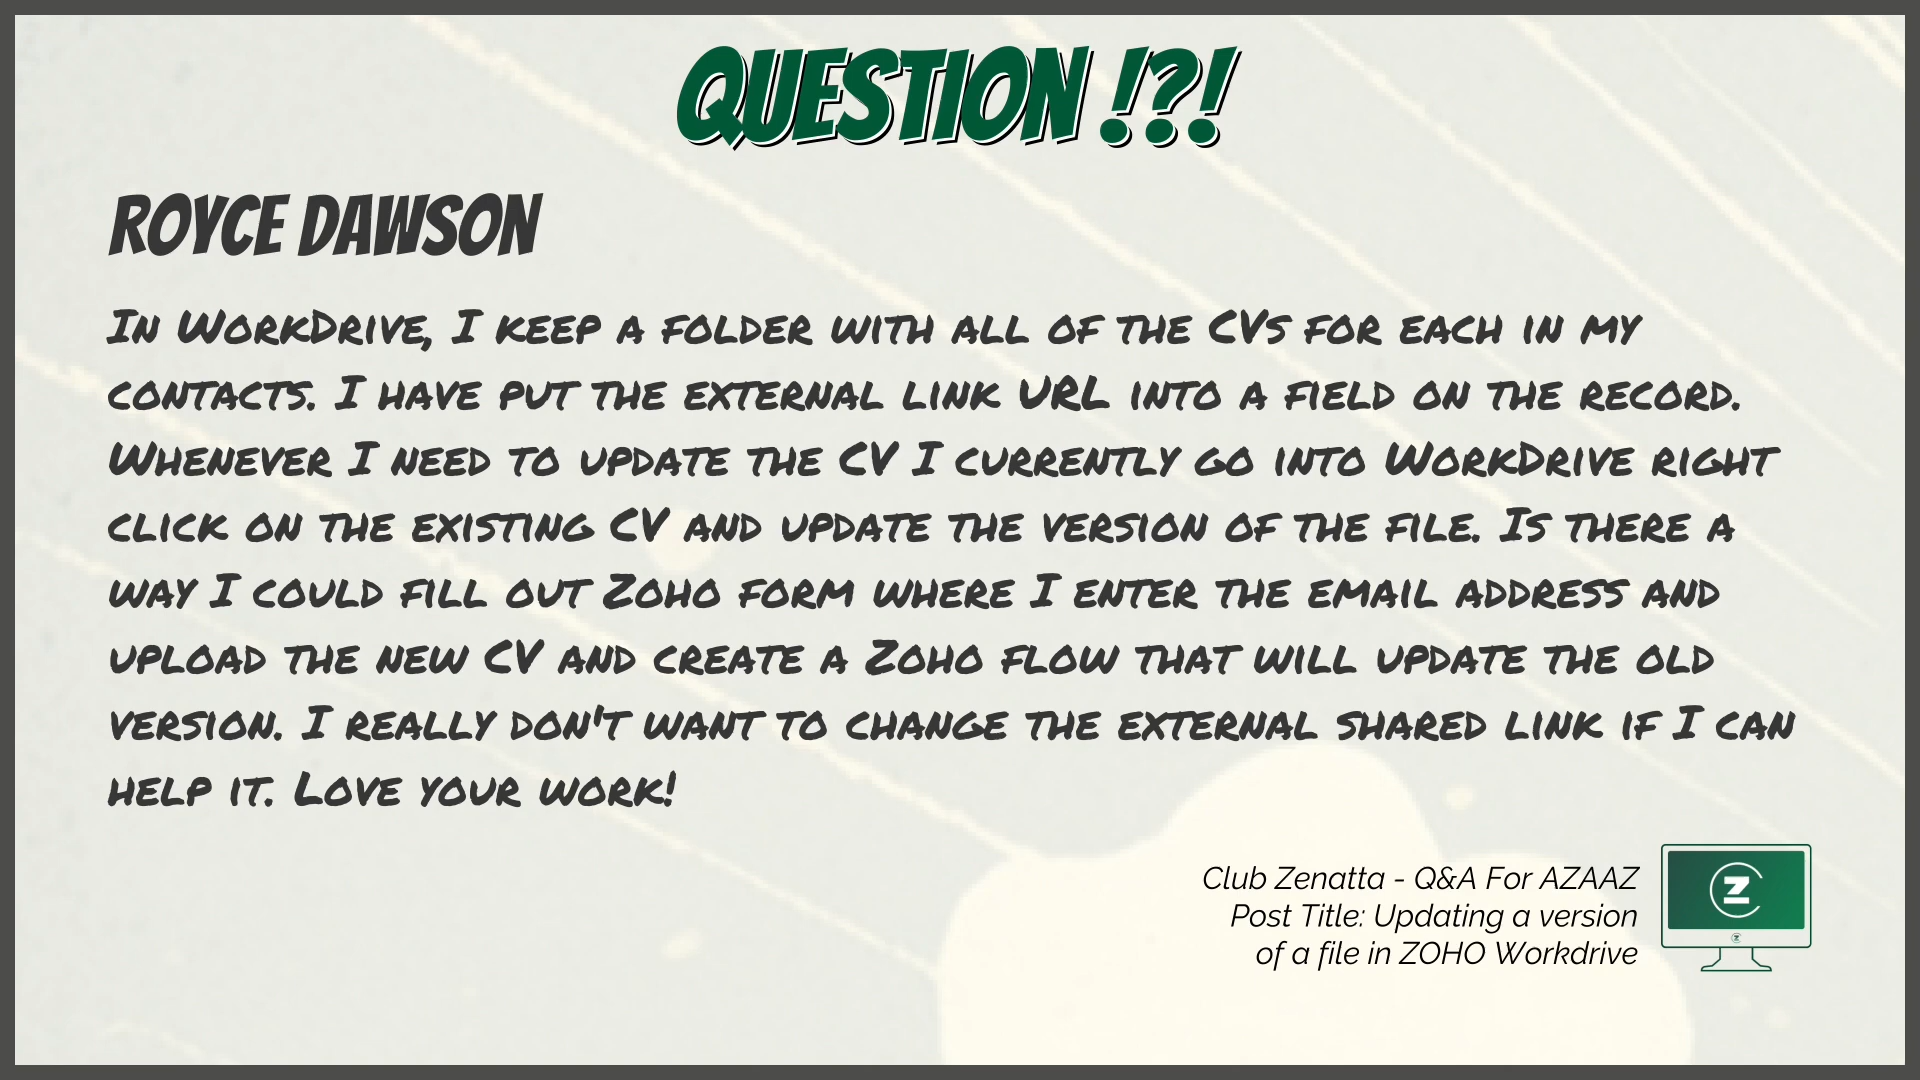 QUESTION !?!
ROYCE DAWSON
IN WORKDRIVE, I KEEP A FOLDER WITH ALL OF THE CVS FOR EACH IN MY
CONTACTS. I HAVE PUT THE EXTERNAL LINK URL INTO A FIELD ON THE RECORD.
WHENEVER I NEED TO UPDATE THE CV I CURRENTLY GO INTO WORKDRIVE RIGHT
CLICK ON THE EXISTING CV AND UPDATE THE VERSION OF THE FILE. IS THERE A
WAY I COULD FILL OUT ZOHO FORM WHERE I ENTER THE EMAIL ADDRESS AND
UPLOAD THE NEW CV AND CREATE A ZOHO FLOW THAT WILL UPDATE THE OLD
VERSION. I REALLY DON'T WANT TO CHANGE THE EXTERNAL SHARED LINK IF I CAN
HELP IT. LOVE YOUR WORK!
Club Zenatta - Q&A For AZAAZ
Post Title: Updating a version
of a file in ZOHO Workdrive
Z